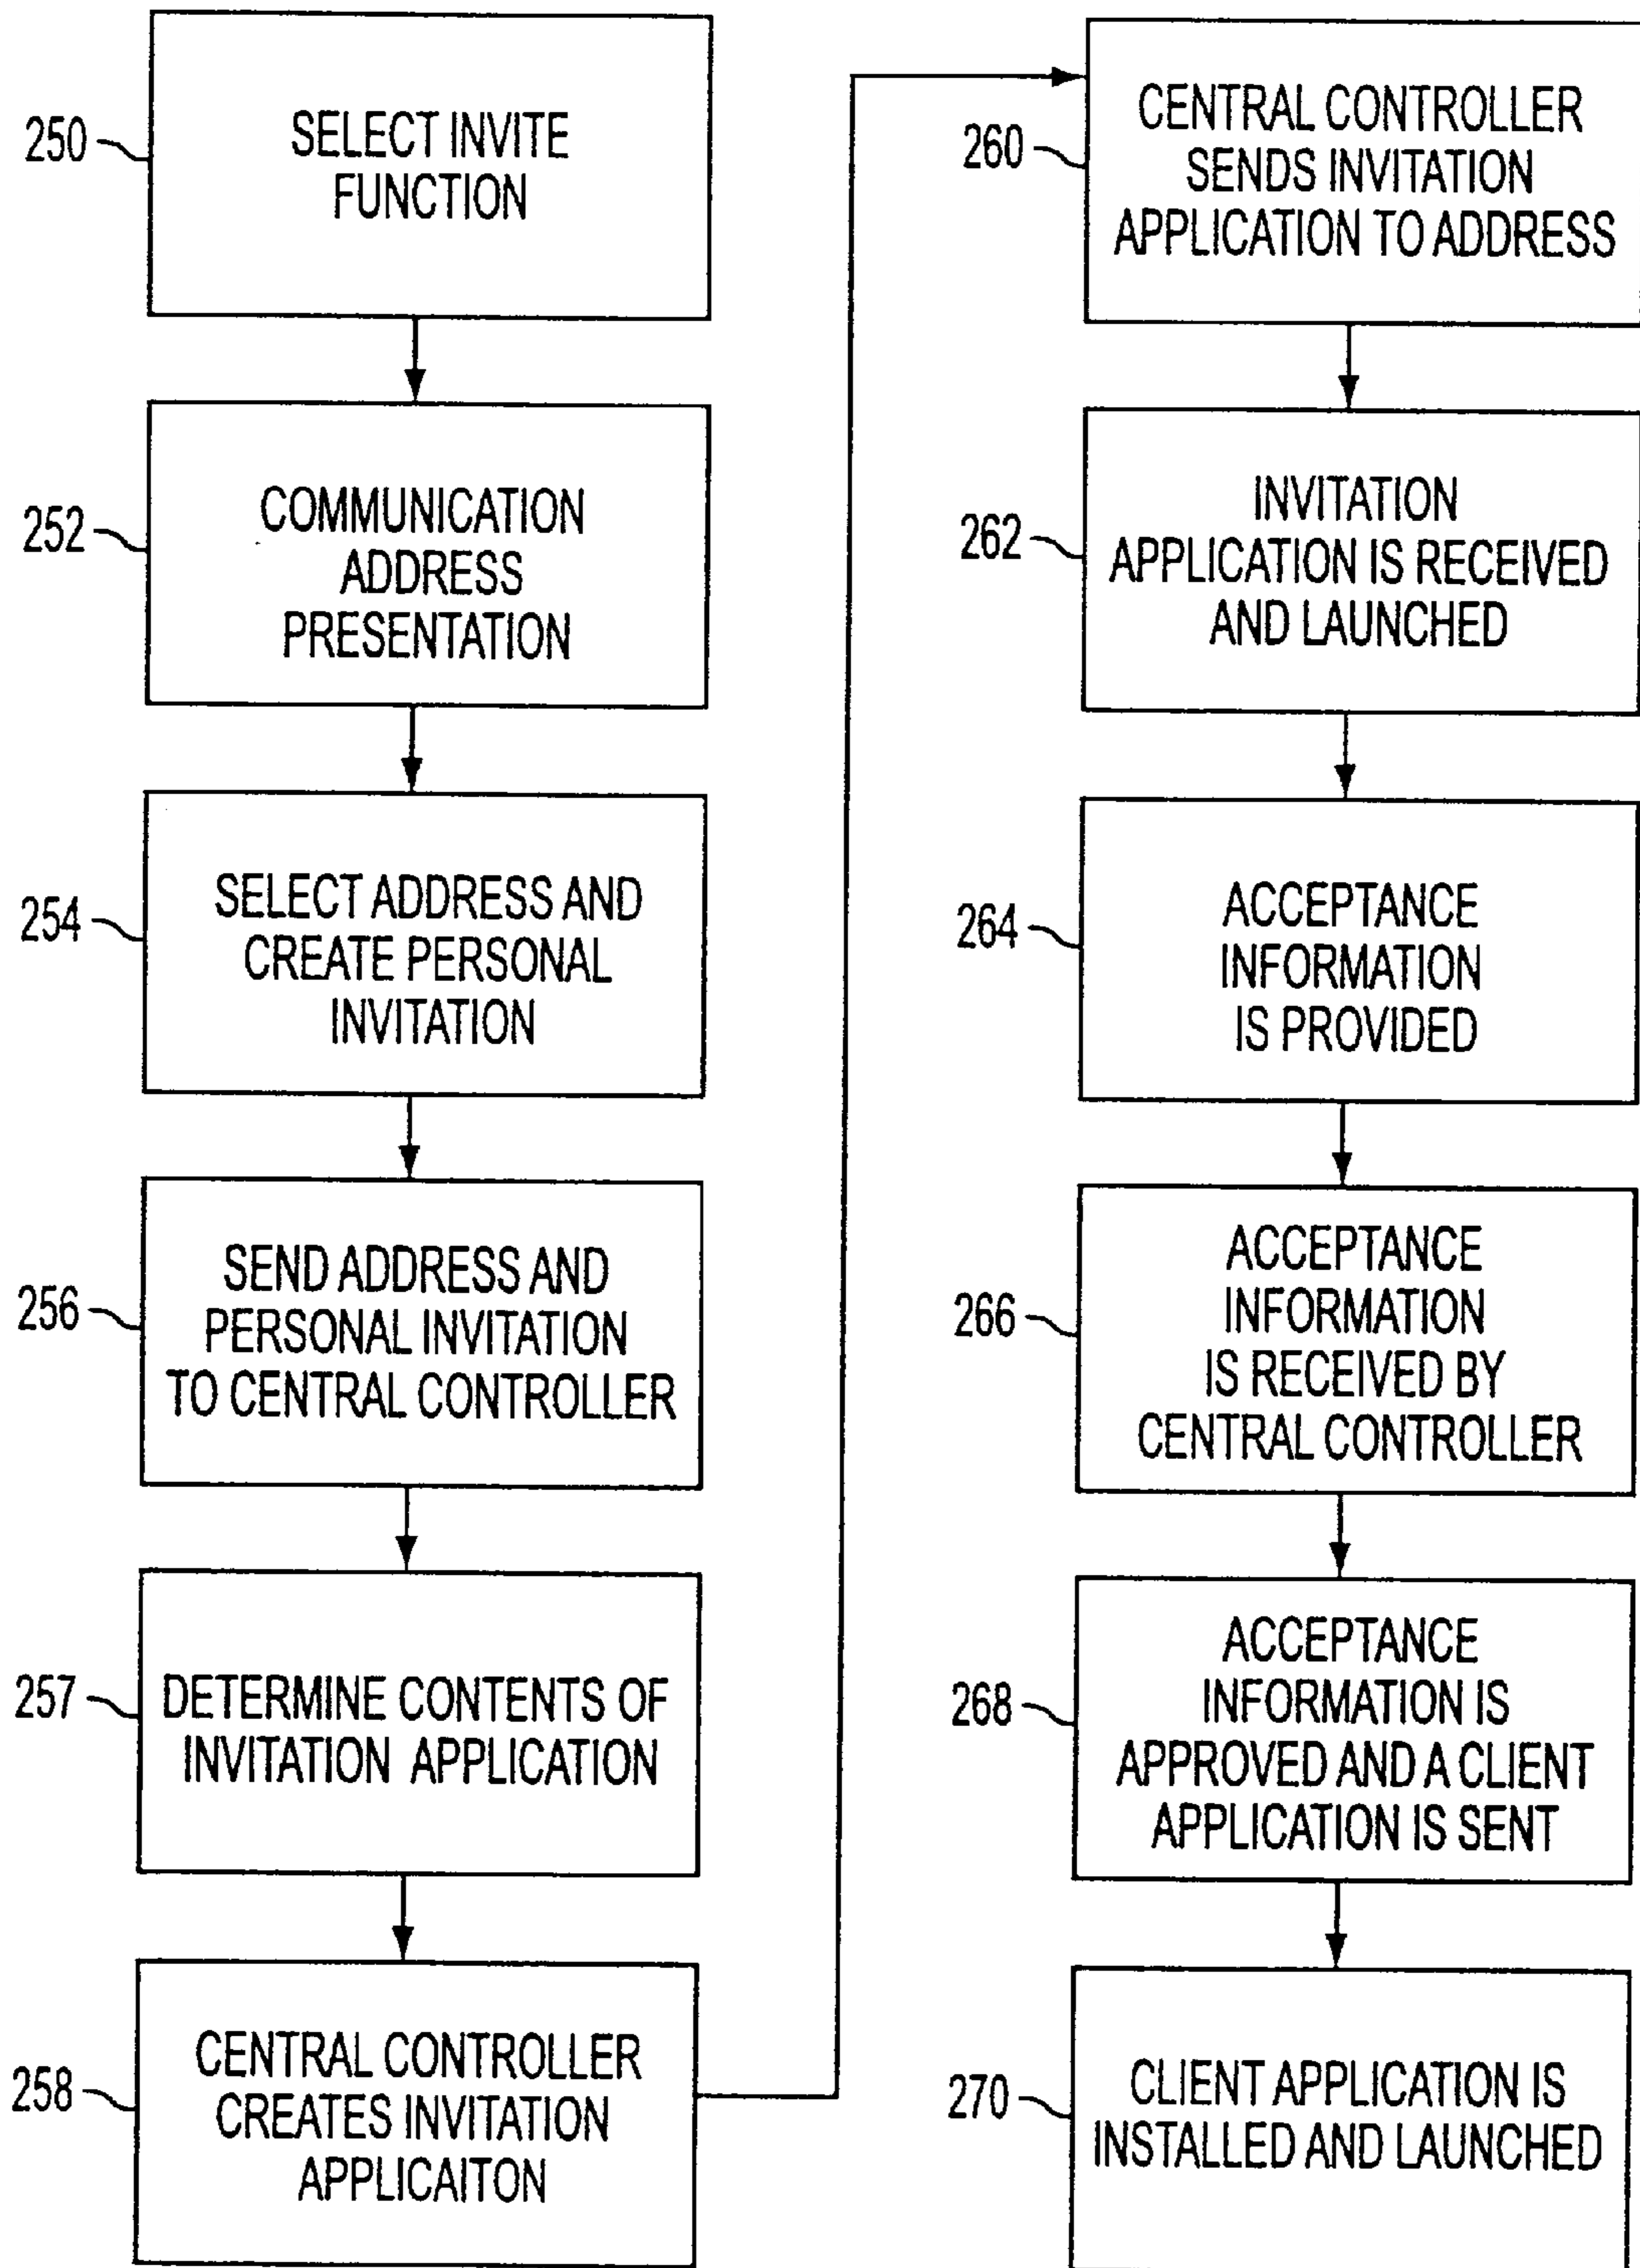 250
SELECT INVITE
FUNCTION
252
COMMUNICATION
ADDRESS
PRESENTATION
254
SELECT ADDRESS AND
CREATE PERSONAL
INVITATION
256
SEND ADDRESS AND
PERSONAL INVITATION
TO CENTRAL CONTROLLER
257
DETERMINE CONTENTS OF
INVITATION APPLICATION
258
CENTRAL CONTROLLER
CREATES INVITATION
APPLICAITON
260
CENTRAL CONTROLLER
SENDS INVITATION
APPLICATION TO ADDRESS
262
INVITATION
APPLICATION IS RECEIVED
AND LAUNCHED
264
ACCEPTANCE
INFORMATION
IS PROVIDED
266
ACCEPTANCE
INFORMATION
IS RECEIVED BY
CENTRAL CONTROLLER
268
ACCEPTANCE
INFORMATION IS
APPROVED AND A CLIENT
APPLICATION IS SENT
270
CLIENT APPLICATION IS
INSTALLED AND LAUNCHED